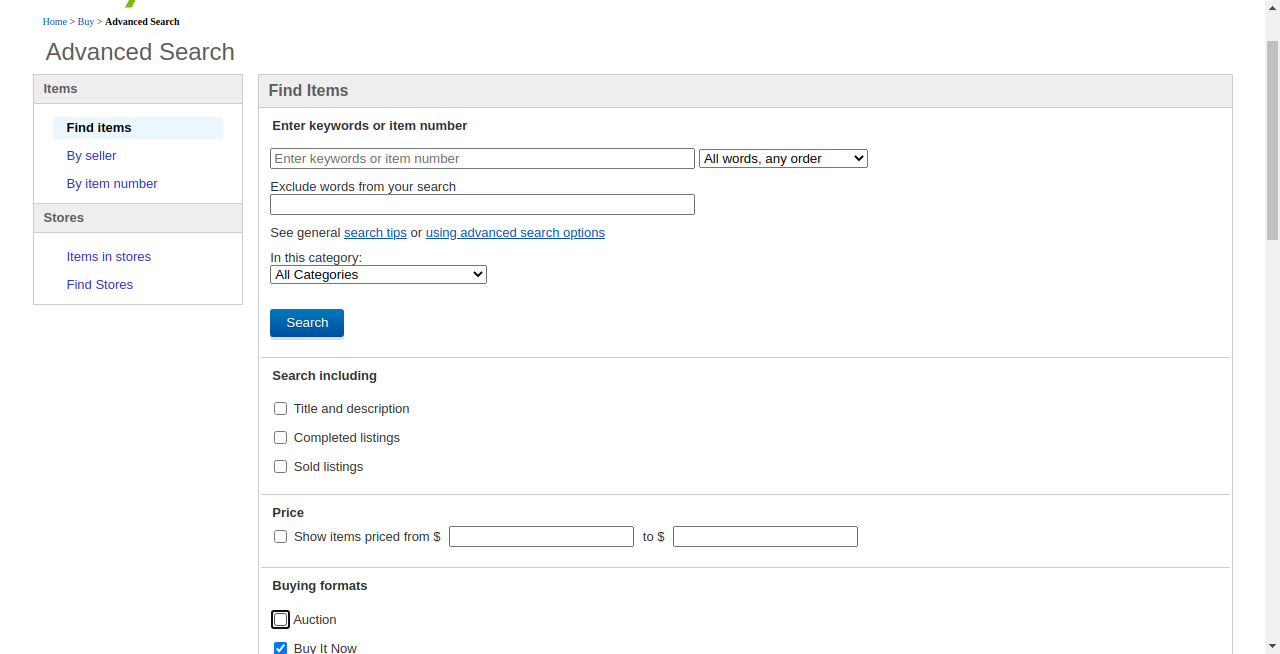 Home > Buy > Advanced Search
Advanced Search
Items
Find items
By seller
By item number
Stores
Items in stores
Find Stores
Find Items
Enter keywords or item number
Enter keywords or item number All words, any order
Exclude words from your search
See general search tips or using advanced search options
In this category:
All Categories
Search
Search including
Title and description
Completed listings
Sold listings
Price
Show items priced from $ to $
Buying formats
Auction
Buy It Now